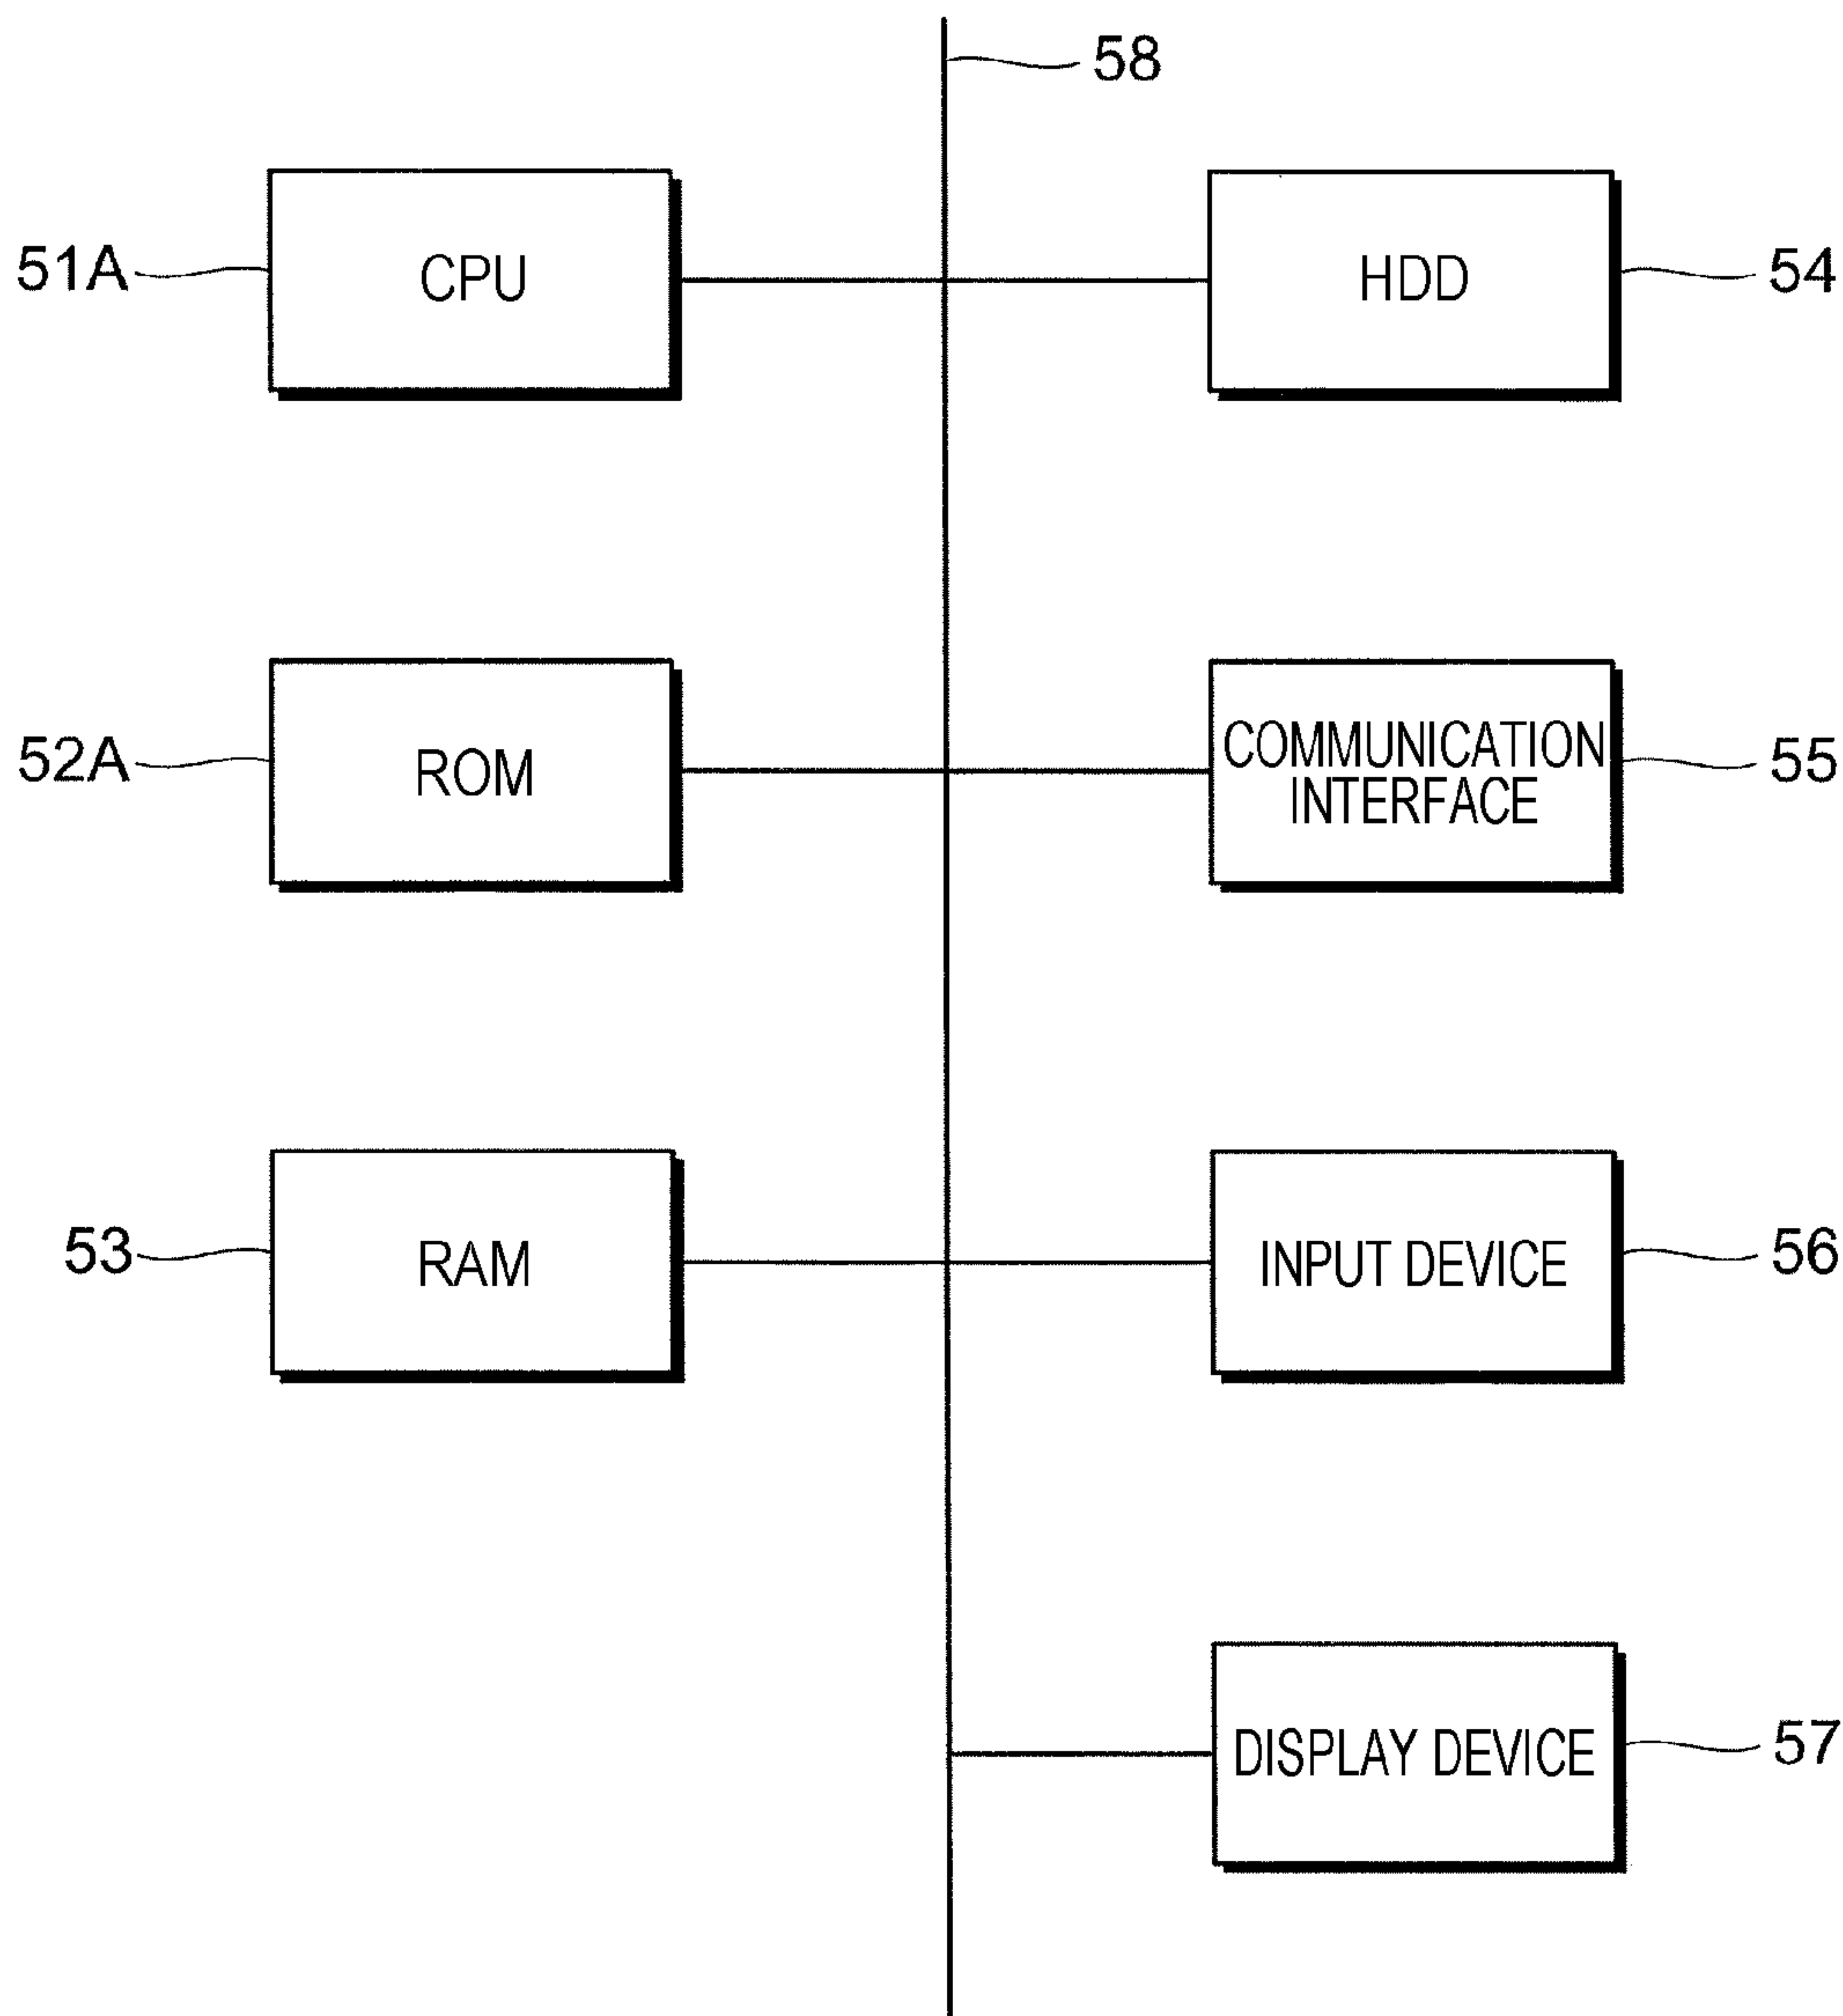 58
51A
CPU
HDD
54
52A
ROM
COMMUNICATION
INTERFACE
55
53
RAM
INPUT DEVICE
56
DISPLAY DEVICE
57